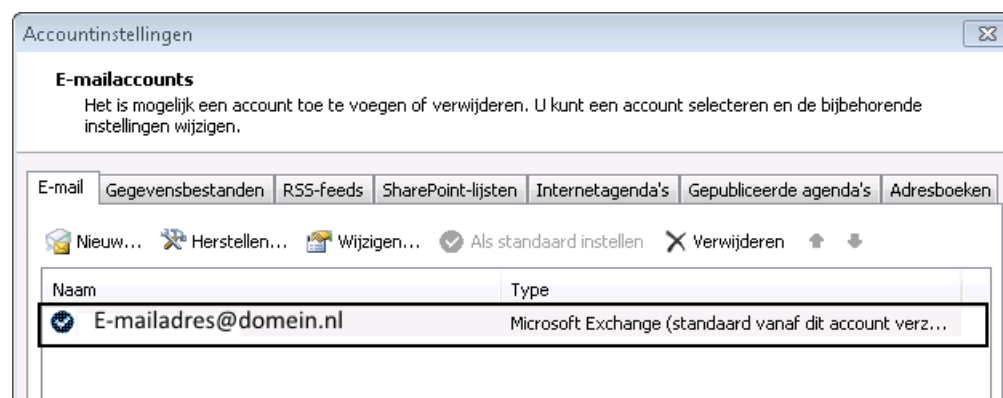 Accountinstellingen
E-mailaccounts
Het is mogelijk een account toe te voegen of verwijderen. U kunt een account selecteren en de bijbehorende
instellingen wijzigen.
E-mail Gegevensbestanden RSS-feeds SharePoint-lijsten Internetagenda's Gepubliceerde agenda's Adresboeken
Nieuw... Herstellen... Wijzigen... Als standaard instellen Verwijderen
Naam Type
E-mailadres@domein.nl Microsoft Exchange (standaard vanaf dit account verz...